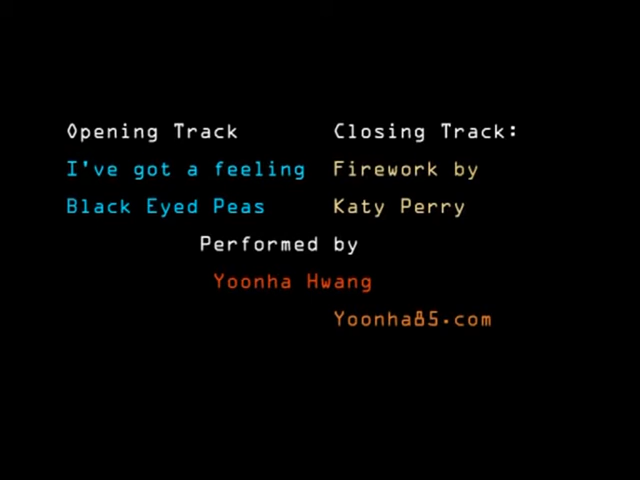 Opening Track Closing Track:
I've got a feeling Firework by
Black Eyed Peas Katy Perry
Performed by
Yoonha Hwang
Yoonha85.com